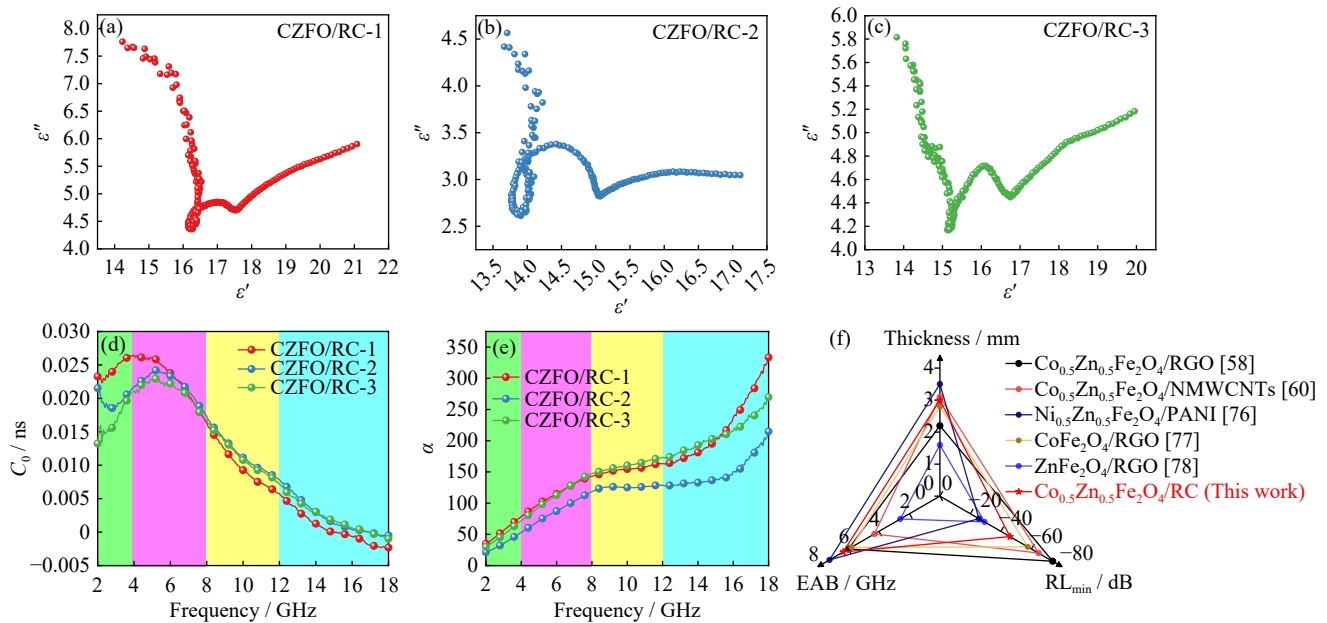 (a) CZFO/RC-1
8.0
7.5
7.0
6.5
6.0
5.5
5.0
4.5
4.0
ε″
14 15 16 17 18 19 20 21 22
ε′
(b) CZFO/RC-2
4.5
4.0
3.5
3.0
2.5
ε″
13.5 14.0 14.5 15.0 15.5 16.0 16.5 17.0 17.5
ε′
(c) CZFO/RC-3
6.0
5.8
5.6
5.4
5.2
5.0
4.8
4.6
4.4
4.2
4.0
ε″
13 14 15 16 17 18 19 20
ε′
(d)
CZFO/RC-1
CZFO/RC-2
CZFO/RC-3
0.030
0.025
0.020
0.015
0.010
0.005
0
−0.005
C₀ / ns
2 4 6 8 10 12 14 16 18
Frequency / GHz
(e)
CZFO/RC-1
CZFO/RC-2
CZFO/RC-3
350
300
250
200
150
100
50
0
α
2 4 6 8 10 12 14 16 18
Frequency / GHz
(f)
Thickness / mm
4
3
2
1
0
0
0
2
4
6
8
−20
−40
−60
−80
EAB / GHz
RLmin / dB
Co₀.₅Zn₀.₅Fe₂O₄/RGO [58]
Co₀.₅Zn₀.₅Fe₂O₄/NMWCNTs [60]
Ni₀.₅Zn₀.₅Fe₂O₄/PANI [76]
CoFe₂O₄/RGO [77]
ZnFe₂O₄/RGO [78]
Co₀.₅Zn₀.₅Fe₂O₄/RC (This work)